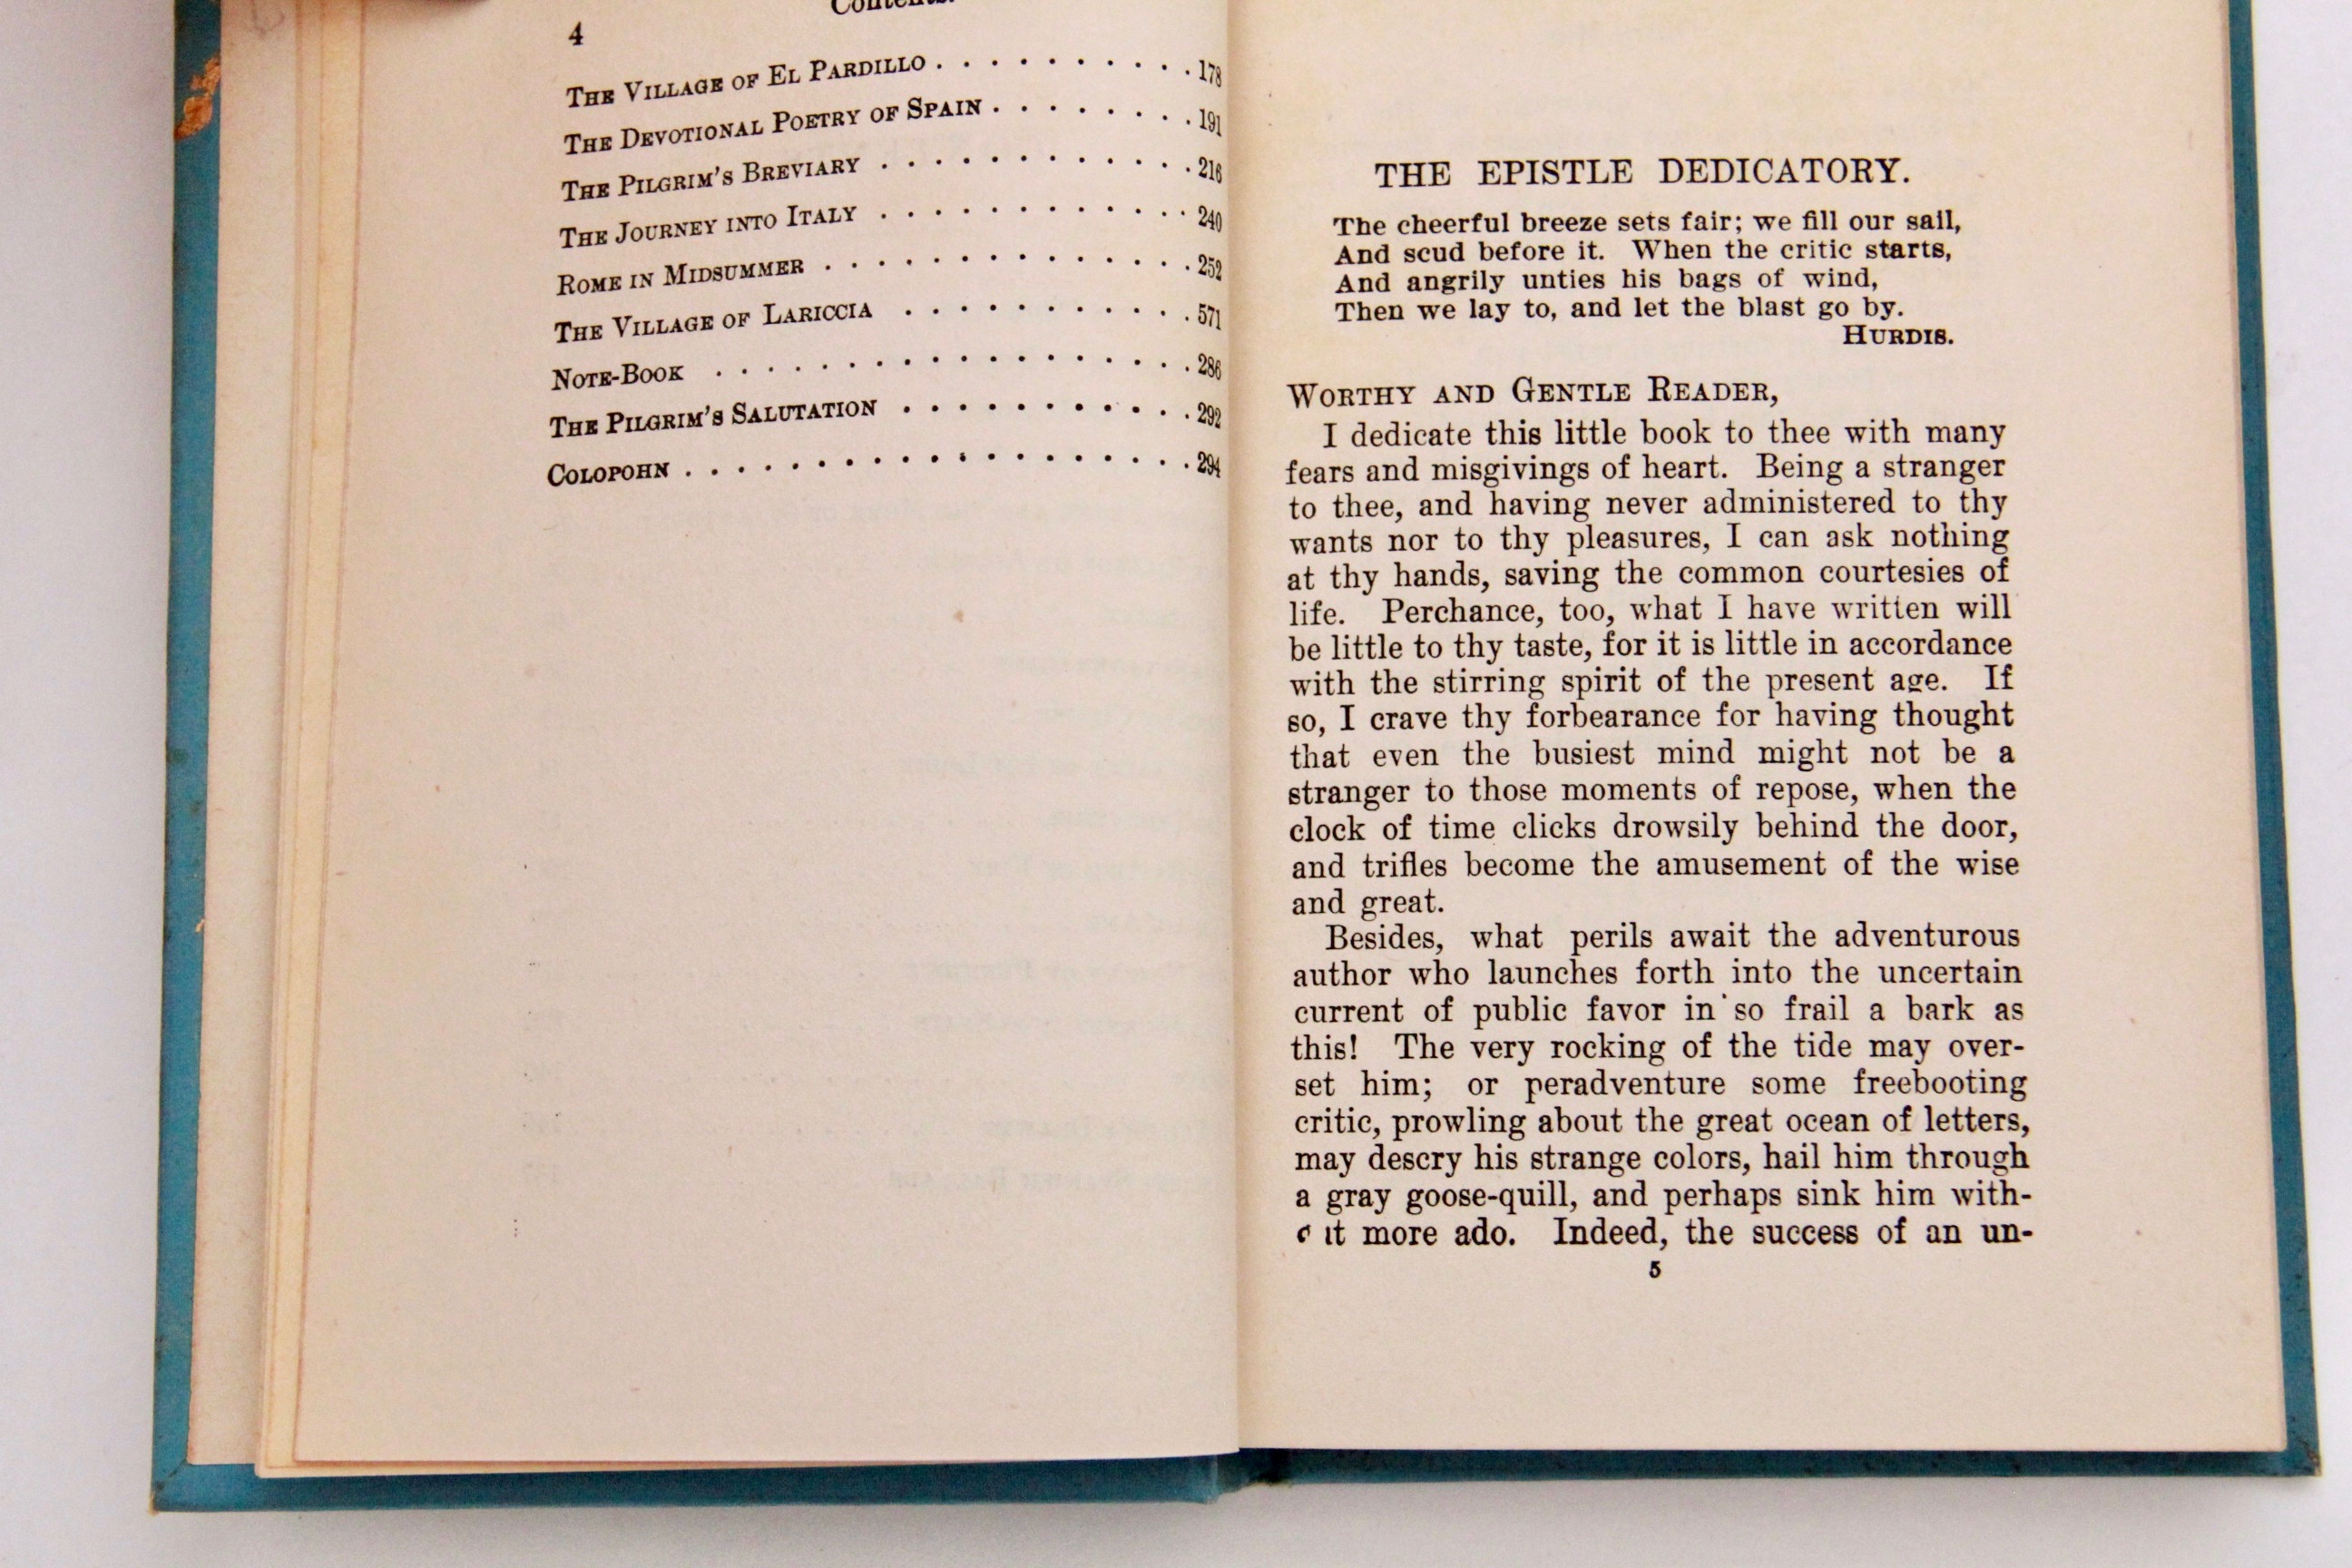 4
Contents.
THE VILLAGE OF EL PARDILLO . . . . . . . . . . 178
THE DEVOTIONAL POETRY OF SPAIN . . . . . . . . 191
THE PILGRIM'S BREVIARY . . . . . . . . . . . . 216
THE JOURNEY INTO ITALY . . . . . . . . . . . . 240
ROME IN MIDSUMMER . . . . . . . . . . . . . . 252
THE VILLAGE OF LARICCIA . . . . . . . . . . . 571
NOTE-BOOK . . . . . . . . . . . . . . . . . . 286
THE PILGRIM'S SALUTATION . . . . . . . . . . . 292
COLOPOHN . . . . . . . . . . . . . . . . . . . 294
THE EPISTLE DEDICATORY.
The cheerful breeze sets fair; we fill our sail,
And scud before it. When the critic starts,
And angrily unties his bags of wind,
Then we lay to, and let the blast go by.
HURDIS.
WORTHY AND GENTLE READER,
I dedicate this little book to thee with many
fears and misgivings of heart. Being a stranger
to thee, and having never administered to thy
wants nor to thy pleasures, I can ask nothing
at thy hands, saving the common courtesies of
life. Perchance, too, what I have written will
be little to thy taste, for it is little in accordance
with the stirring spirit of the present age. If
so, I crave thy forbearance for having thought
that even the busiest mind might not be a
stranger to those moments of repose, when the
clock of time clicks drowsily behind the door,
and trifles become the amusement of the wise
and great.
Besides, what perils await the adventurous
author who launches forth into the uncertain
current of public favor in so frail a bark as
this! The very rocking of the tide may over-
set him; or peradventure some freebooting
critic, prowling about the great ocean of letters,
may descry his strange colors, hail him through
a gray goose-quill, and perhaps sink him with-
out more ado. Indeed, the success of an un-
5